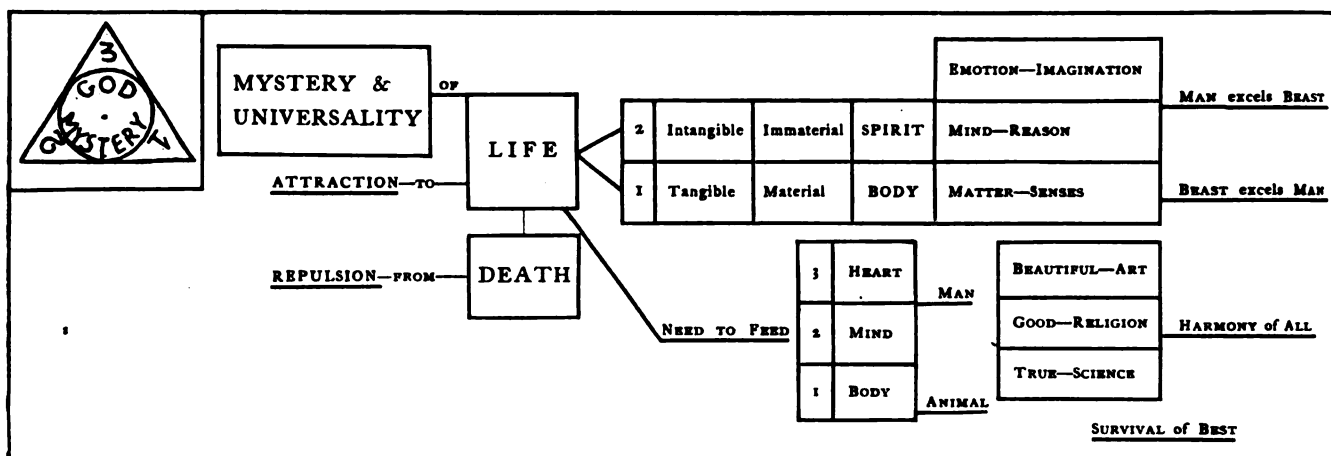 3
GOD
MYSTERY
1
MYSTERY &
UNIVERSALITY
OF
LIFE
ATTRACTION—TO
REPULSION—FROM
DEATH
EMOTION—IMAGINATION
2 Intangible Immaterial SPIRIT MIND—REASON
1 Tangible Material BODY MATTER—SENSES
MAN excels BEAST
BEAST excels MAN
NEED TO FEED
3 HEART
2 MIND
1 BODY
MAN
ANIMAL
BEAUTIFUL—ART
GOOD—RELIGION
TRUE—SCIENCE
HARMONY of ALL
SURVIVAL of BEST